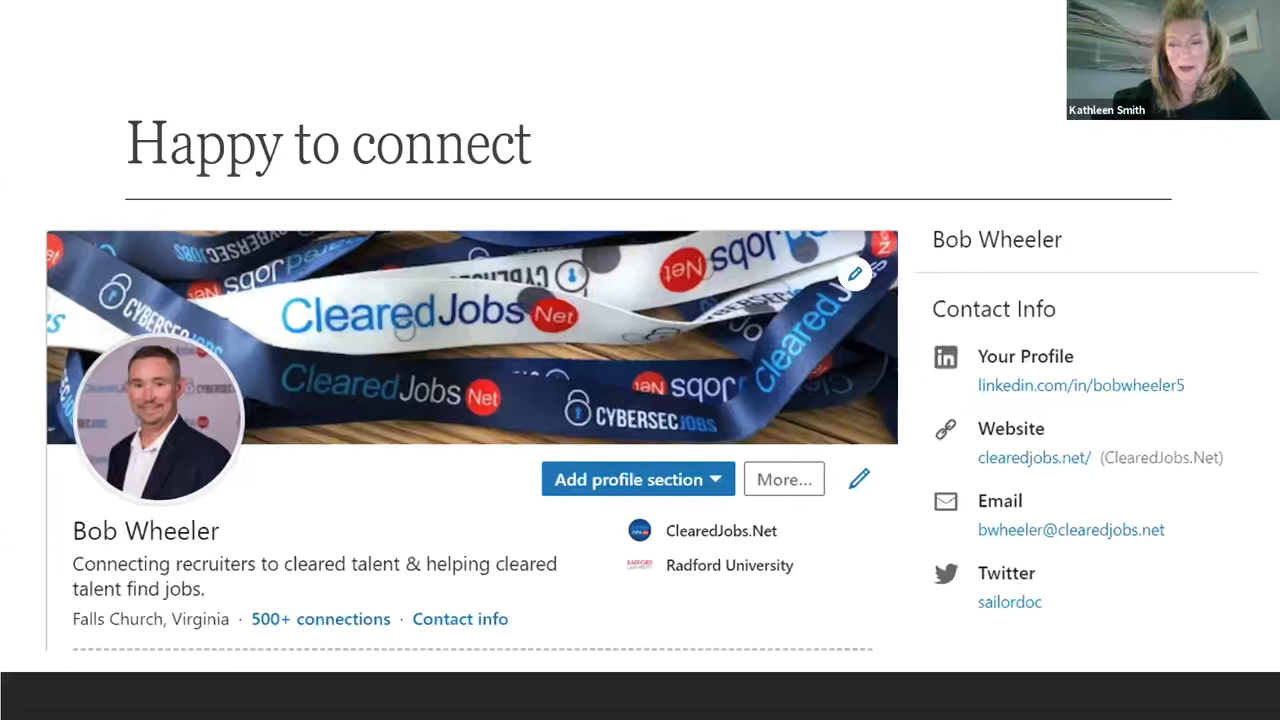 Kathleen Smith
Happy to connect
CYBERSEC
ClearedJobs Net
ClearedJobs Net
CYBERSECJOBS
Cleared
Add profile section
More...
Bob Wheeler
Connecting recruiters to cleared talent & helping cleared
talent find jobs.
Falls Church, Virginia · 500+ connections · Contact info
ClearedJobs.Net
Radford University
Bob Wheeler
Contact Info
Your Profile
linkedin.com/in/bobwheeler5
Website
clearedjobs.net/ (ClearedJobs.Net)
Email
bwheeler@clearedjobs.net
Twitter
sailordoc